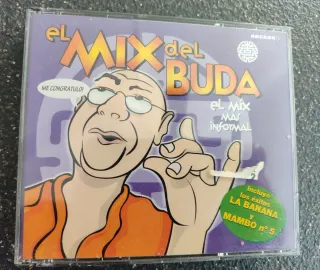 el
MIX del
BUDA
ME CONGRATULO!
el mix
mas
informal
Incluye
los éxitos
LA BANANA
y
MAMBO nº 5